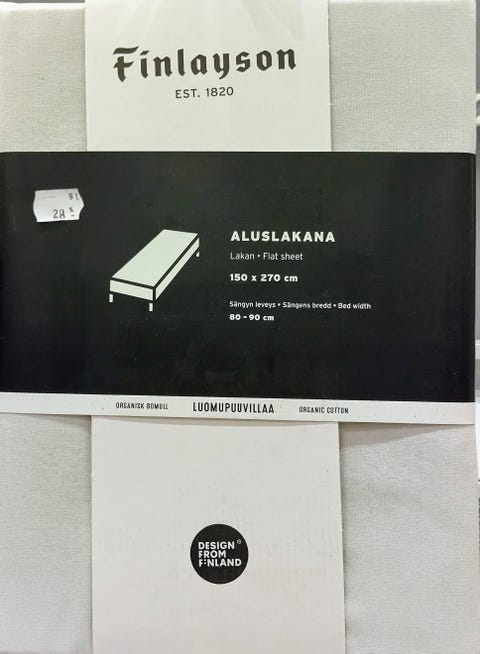 Finlayson
EST. 1820
51
28
ALUSLAKANA
Lakan • Flat sheet
150 x 270 cm
Sängyn leveys • Sängens bredd • Bed width
80–90 cm
ORGANISK BOMULL LUOMUPUUVILLAA ORGANIC COTTON
DESIGN®
FROM
FINLAND